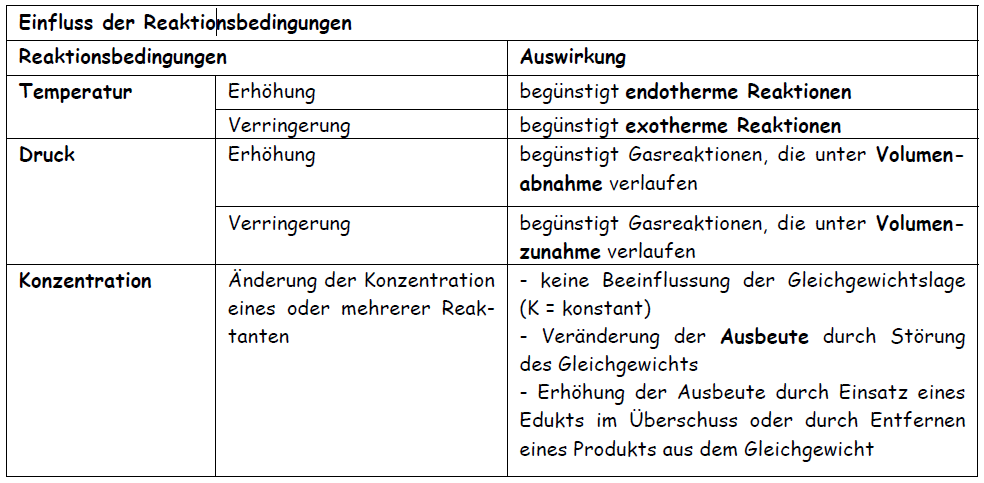 Einfluss der Reaktionsbedingungen
Reaktionsbedingungen Auswirkung
Temperatur Erhöhung begünstigt endotherme Reaktionen
Verringerung begünstigt exotherme Reaktionen
Druck Erhöhung begünstigt Gasreaktionen, die unter Volumen-
abnahme verlaufen
Verringerung begünstigt Gasreaktionen, die unter Volumen-
zunahme verlaufen
Konzentration Änderung der Konzentration - keine Beeinflussung der Gleichgewichtslage
eines oder mehrerer Reak- (K = konstant)
tanten - Veränderung der Ausbeute durch Störung
des Gleichgewichts
- Erhöhung der Ausbeute durch Einsatz eines
Edukts im Überschuss oder durch Entfernen
eines Produkts aus dem Gleichgewicht